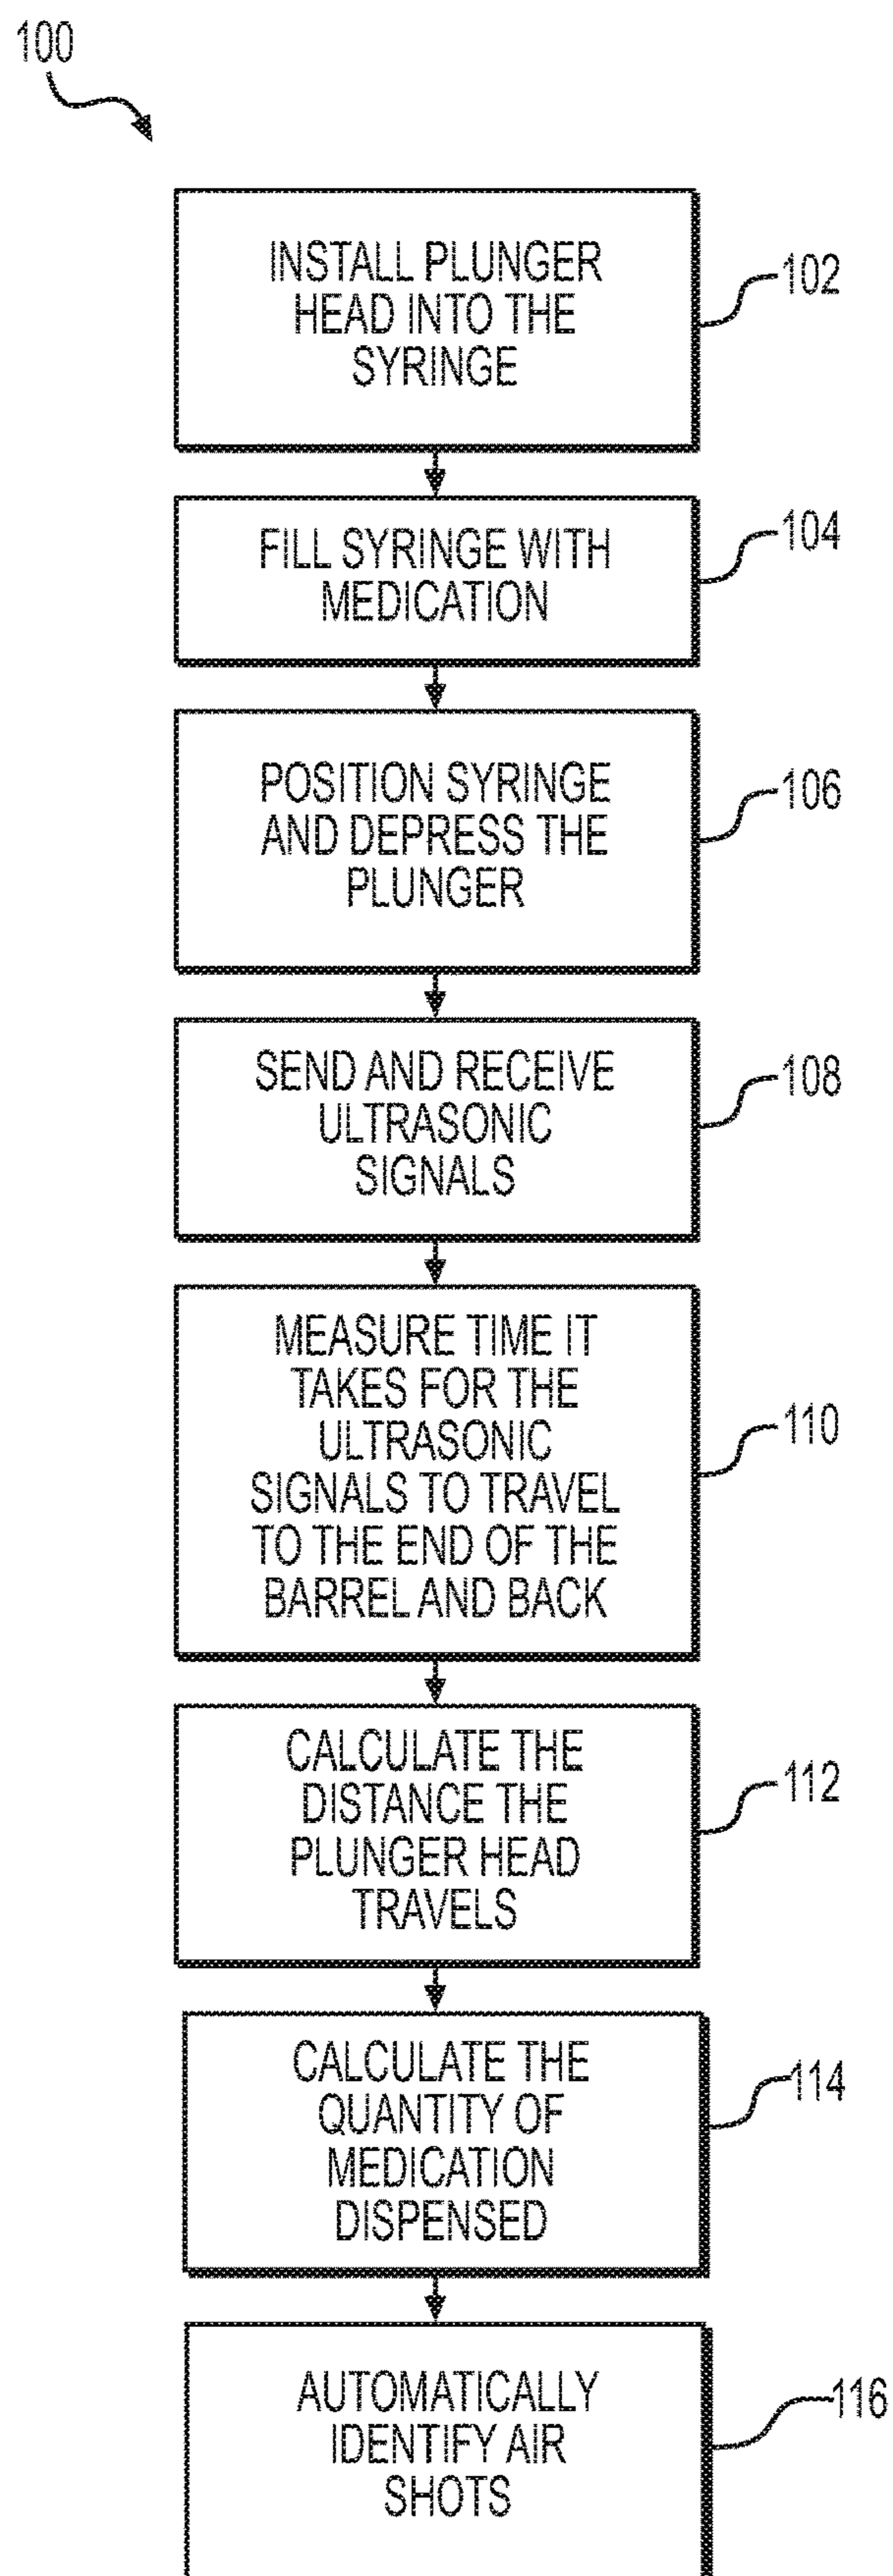 100
INSTALL PLUNGER
HEAD INTO THE
SYRINGE
102
FILL SYRINGE WITH
MEDICATION
104
POSITION SYRINGE
AND DEPRESS THE
PLUNGER
106
SEND AND RECEIVE
ULTRASONIC
SIGNALS
108
MEASURE TIME IT
TAKES FOR THE
ULTRASONIC
SIGNALS TO TRAVEL
TO THE END OF THE
BARREL AND BACK
110
CALCULATE THE
DISTANCE THE
PLUNGER HEAD
TRAVELS
112
CALCULATE THE
QUANTITY OF
MEDICATION
DISPENSED
114
AUTOMATICALLY
IDENTIFY AIR
SHOTS
116